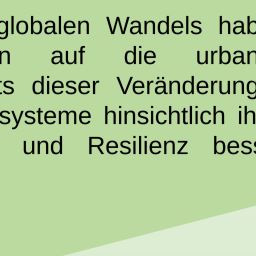 globalen Wandels hab
n auf die urban
ts dieser Veränderung
systeme hinsichtlich ih
und Resilienz bess